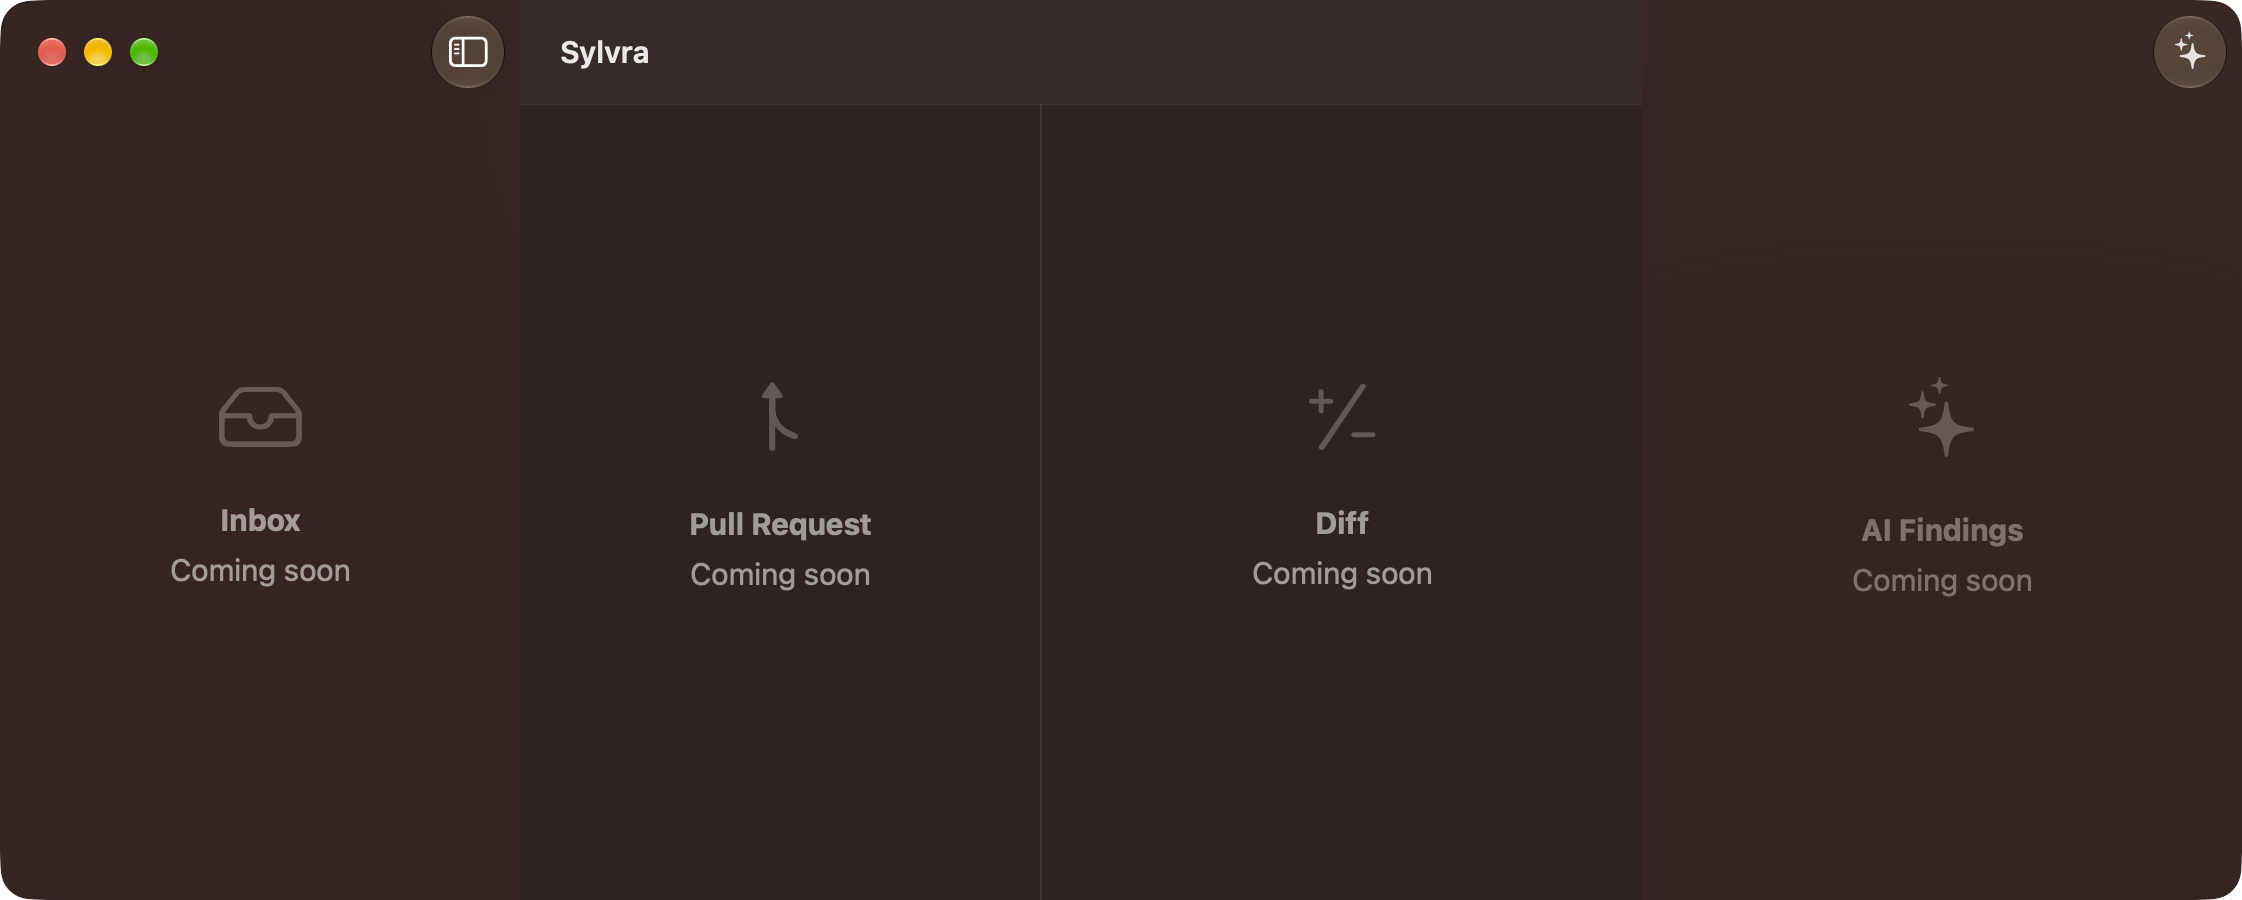 Sylvra
Inbox
Coming soon
Pull Request
Coming soon
Diff
Coming soon
AI Findings
Coming soon